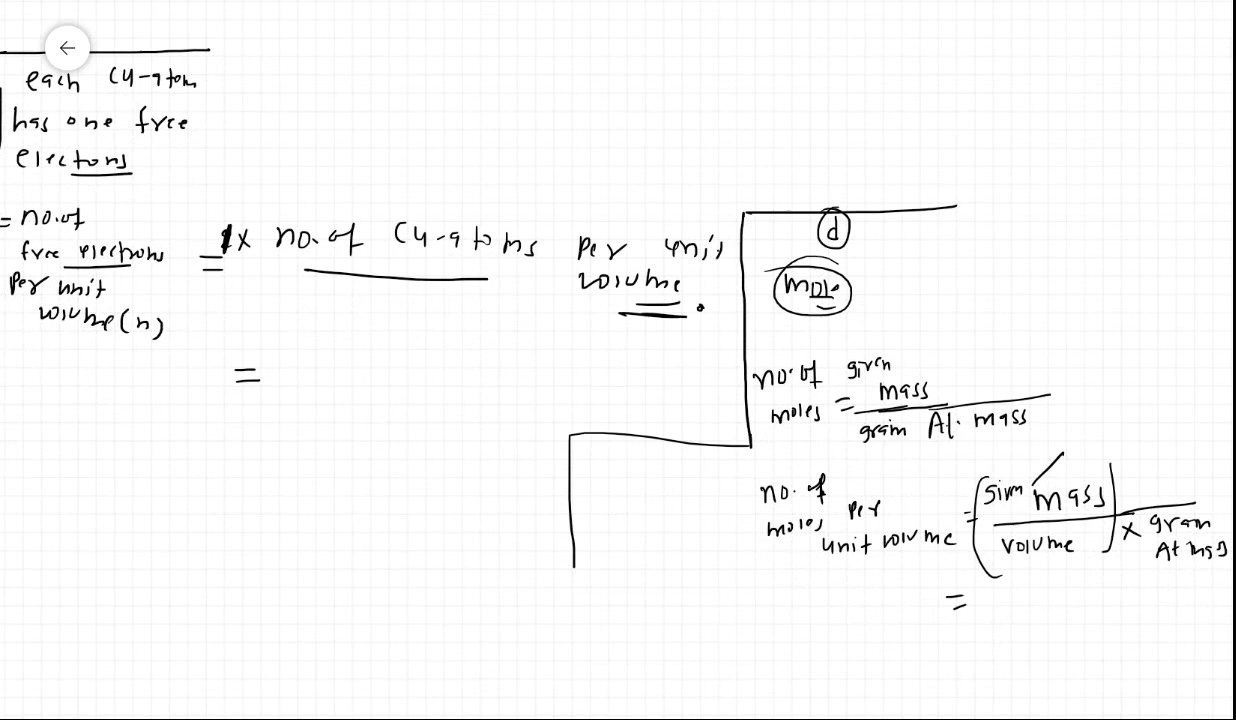 each Cu-atom
has one free
electons
= no.of
free electrons
per unit
volume (n)
= 1x no. of Cu-atoms per unit
volume.
=
d
mole
no. of moles = given mass
gram At. mass
no. of moles per unit volume = (given mass
volume) x gram At mass
=